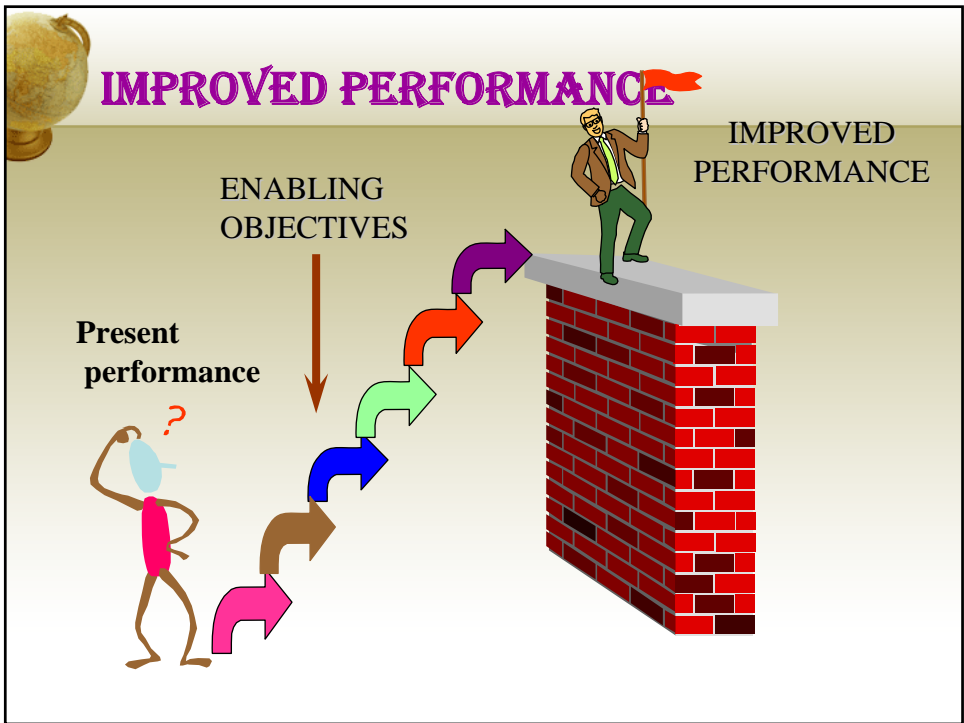 IMPROVED PERFORMANCE
IMPROVED
PERFORMANCE
ENABLING
OBJECTIVES
Present
performance
?